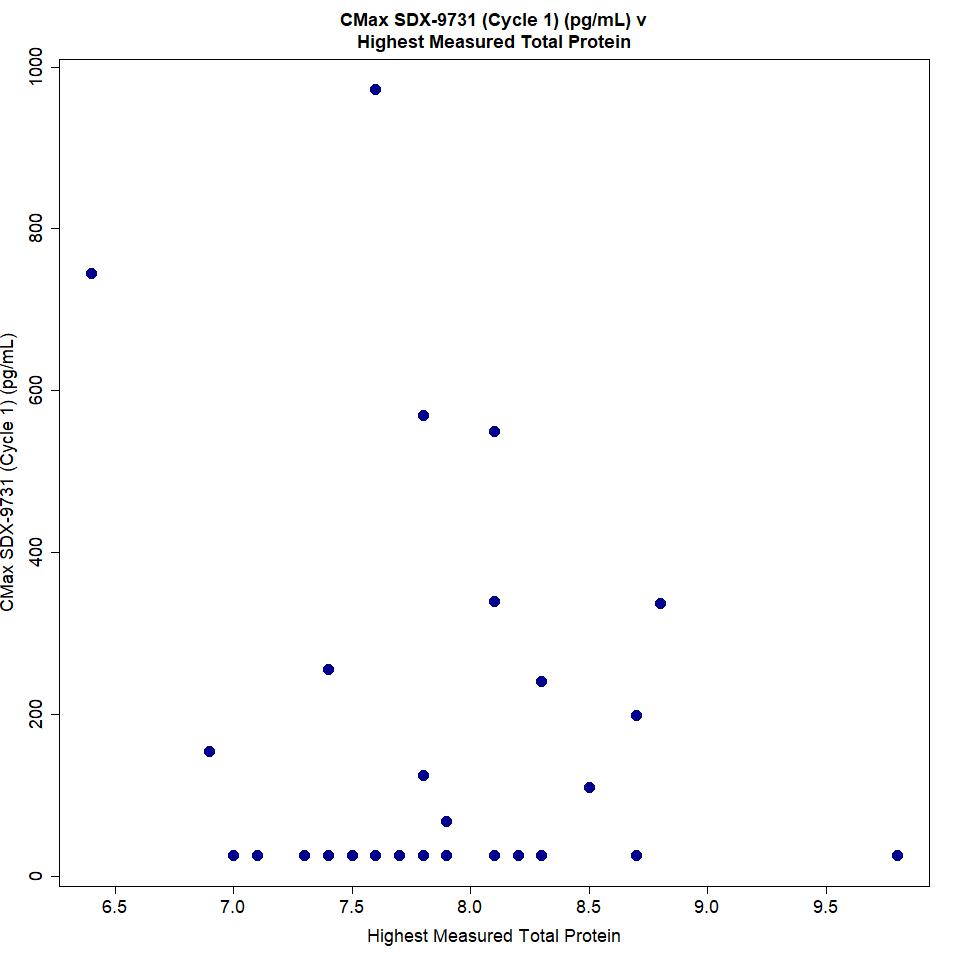 CMax SDX-9731 (Cycle 1) (pg/mL) v
Highest Measured Total Protein
CMax SDX-9731 (Cycle 1) (pg/mL)
1000
800
600
400
200
0
6.5 7.0 7.5 8.0 8.5 9.0 9.5
Highest Measured Total Protein